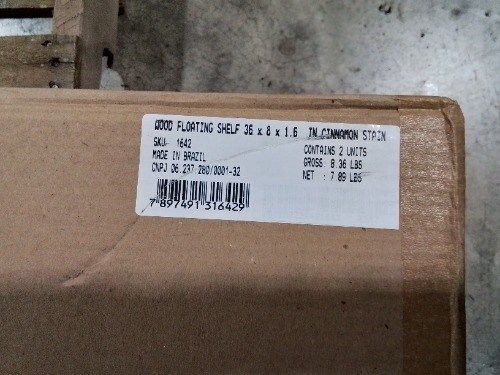 WOOD FLOATING SHELF 36 x 8 x 1.6 IN CINNAMON STAIN
SKU: 1642 CONTAINS 2 UNITS
MADE IN BRAZIL GROSS: 8.36 LBS
CNPJ 06.297.280/0001-32 NET : 7.89 LBS
7 897491 316429